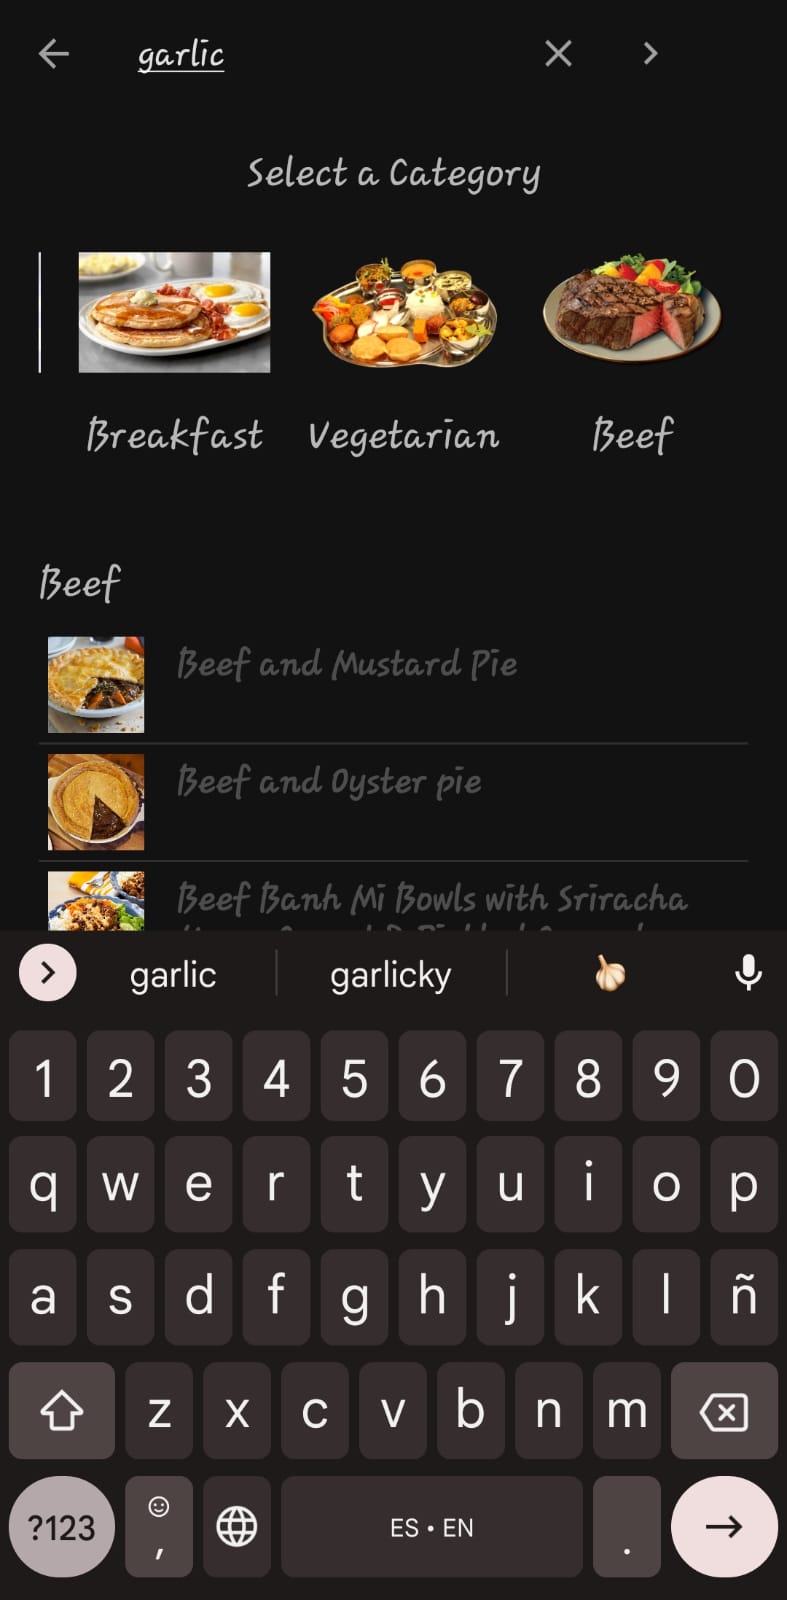 garlic
Select a Category
Breakfast Vegetarian Beef
Beef
Beef and Mustard Pie
Beef and Oyster pie
Beef Banh Mi Bowls with Sriracha
garlic garlicky 🧄
1 2 3 4 5 6 7 8 9 0
q w e r t y u i o p
a s d f g h j k l ñ
z x c v b n m
?123 , ES • EN .